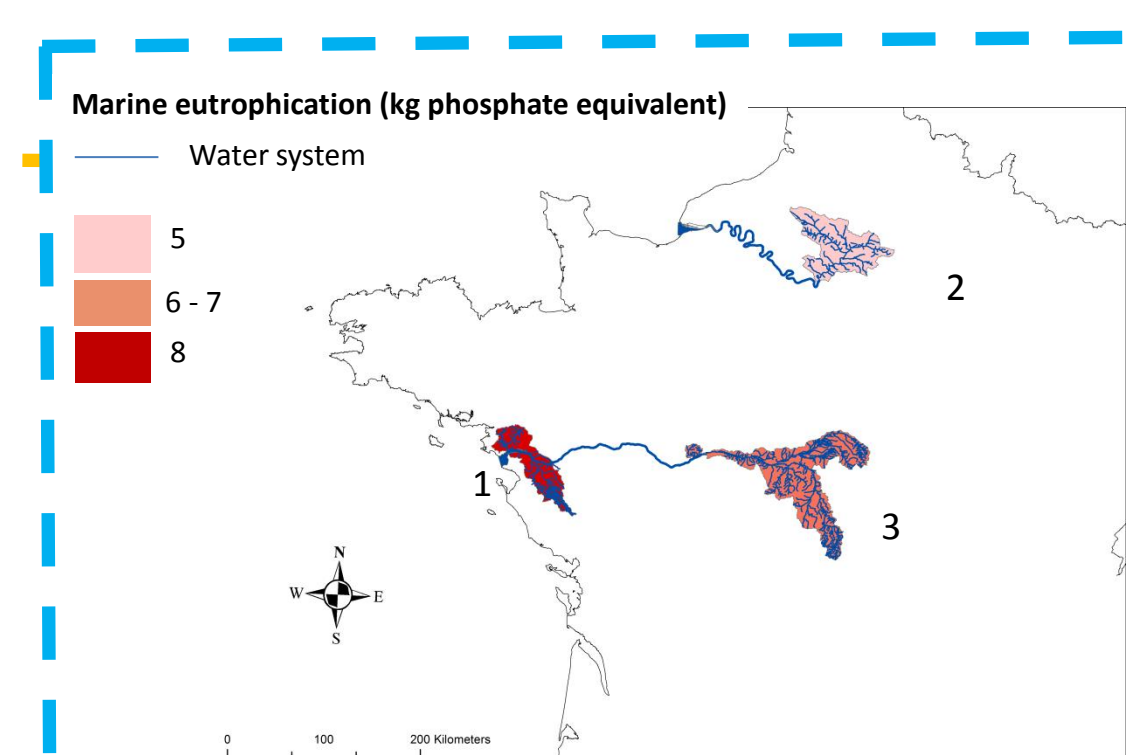 Marine eutrophication (kg phosphate equivalent)
Water system
5
6 - 7
8
2
1
3
N
W E
S
0 100 200 Kilometers